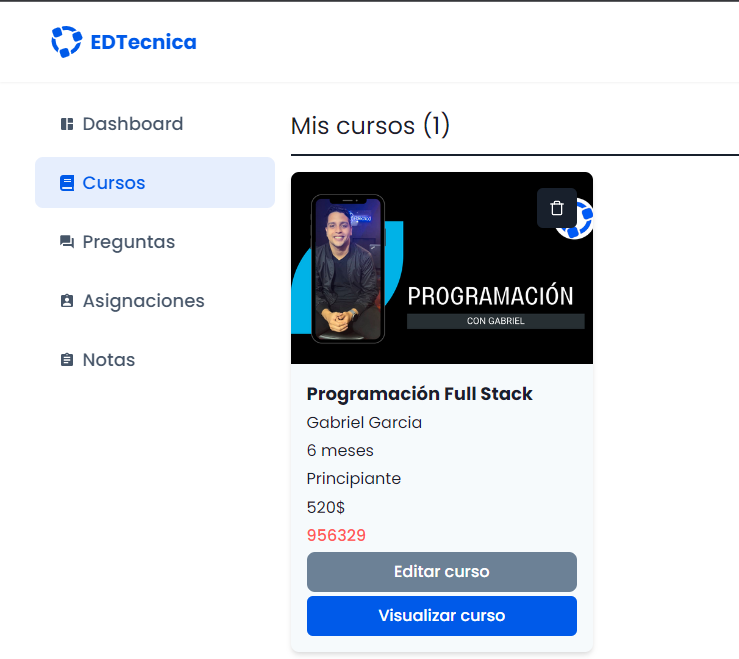 EDTecnica
Dashboard
Cursos
Preguntas
Asignaciones
Notas
Mis cursos (1)
PROGRAMACIÓN
CON GABRIEL
Programación Full Stack
Gabriel Garcia
6 meses
Principiante
520$
956329
Editar curso
Visualizar curso